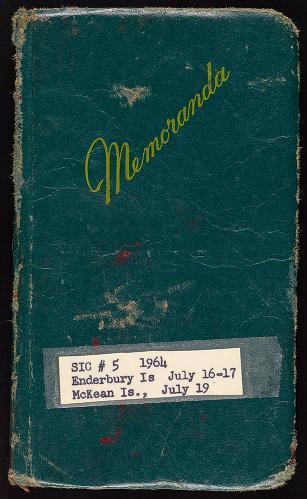 Memoranda
SIC # 5 1964
Enderbury Is July 16-17
McKean Is., July 19